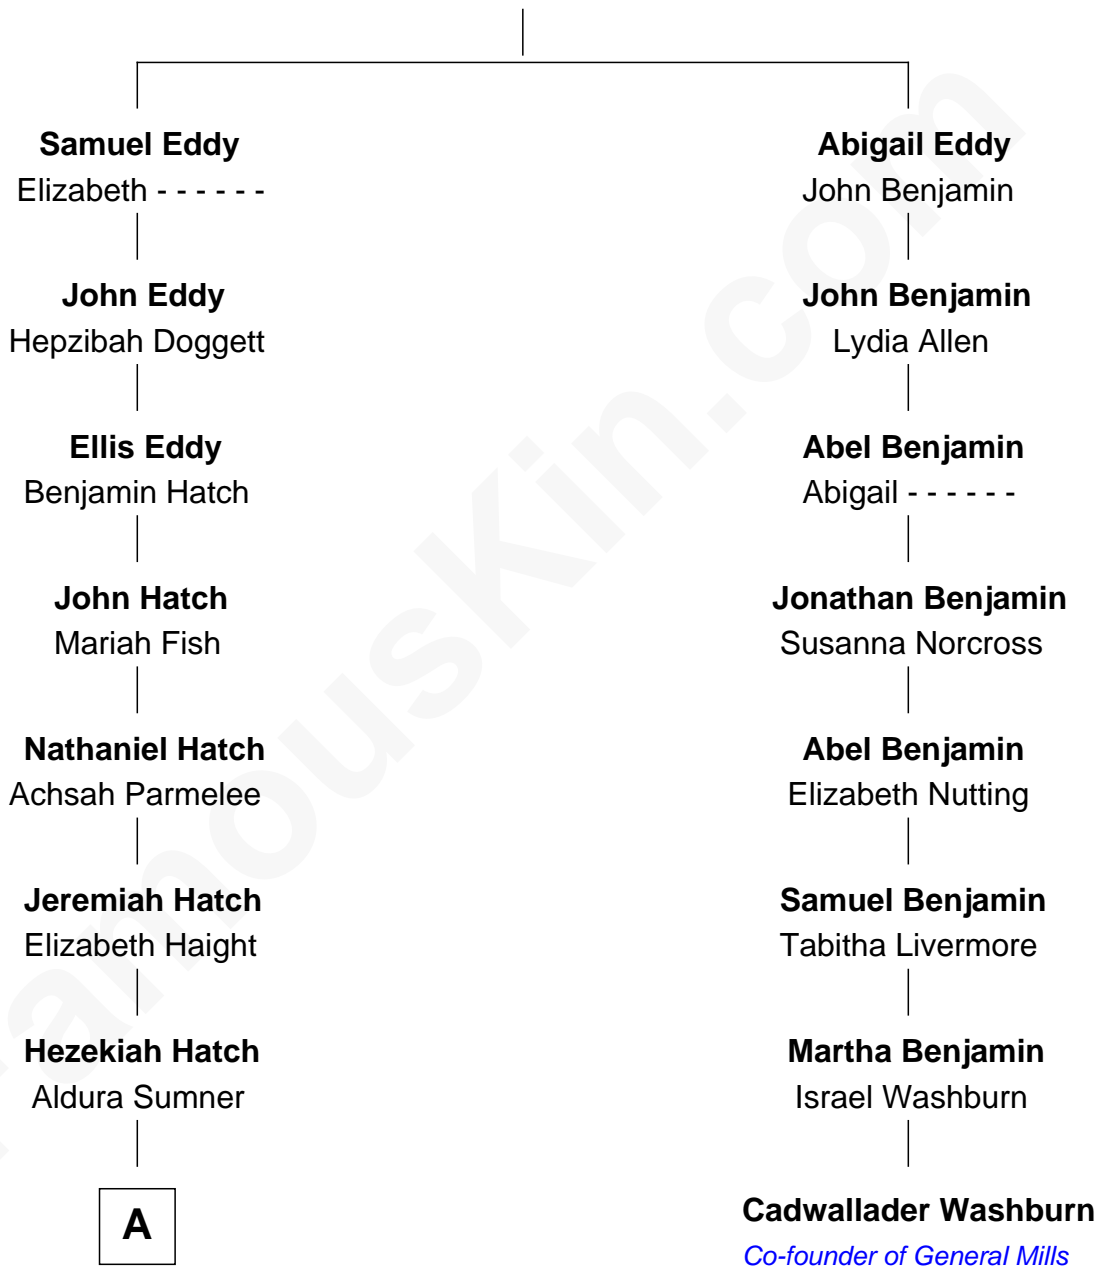 Samuel Eddy
Elizabeth - - - - - -
Abigail Eddy
John Benjamin
John Eddy
Hepzibah Doggett
John Benjamin
Lydia Allen
Ellis Eddy
Benjamin Hatch
Abel Benjamin
Abigail - - - - - -
John Hatch
Mariah Fish
Jonathan Benjamin
Susanna Norcross
Nathaniel Hatch
Achsah Parmelee
Abel Benjamin
Elizabeth Nutting
Jeremiah Hatch
Elizabeth Haight
Samuel Benjamin
Tabitha Livermore
Hezekiah Hatch
Aldura Sumner
Martha Benjamin
Israel Washburn
A
Cadwallader Washburn
Co-founder of General Mills
FamousKin.com